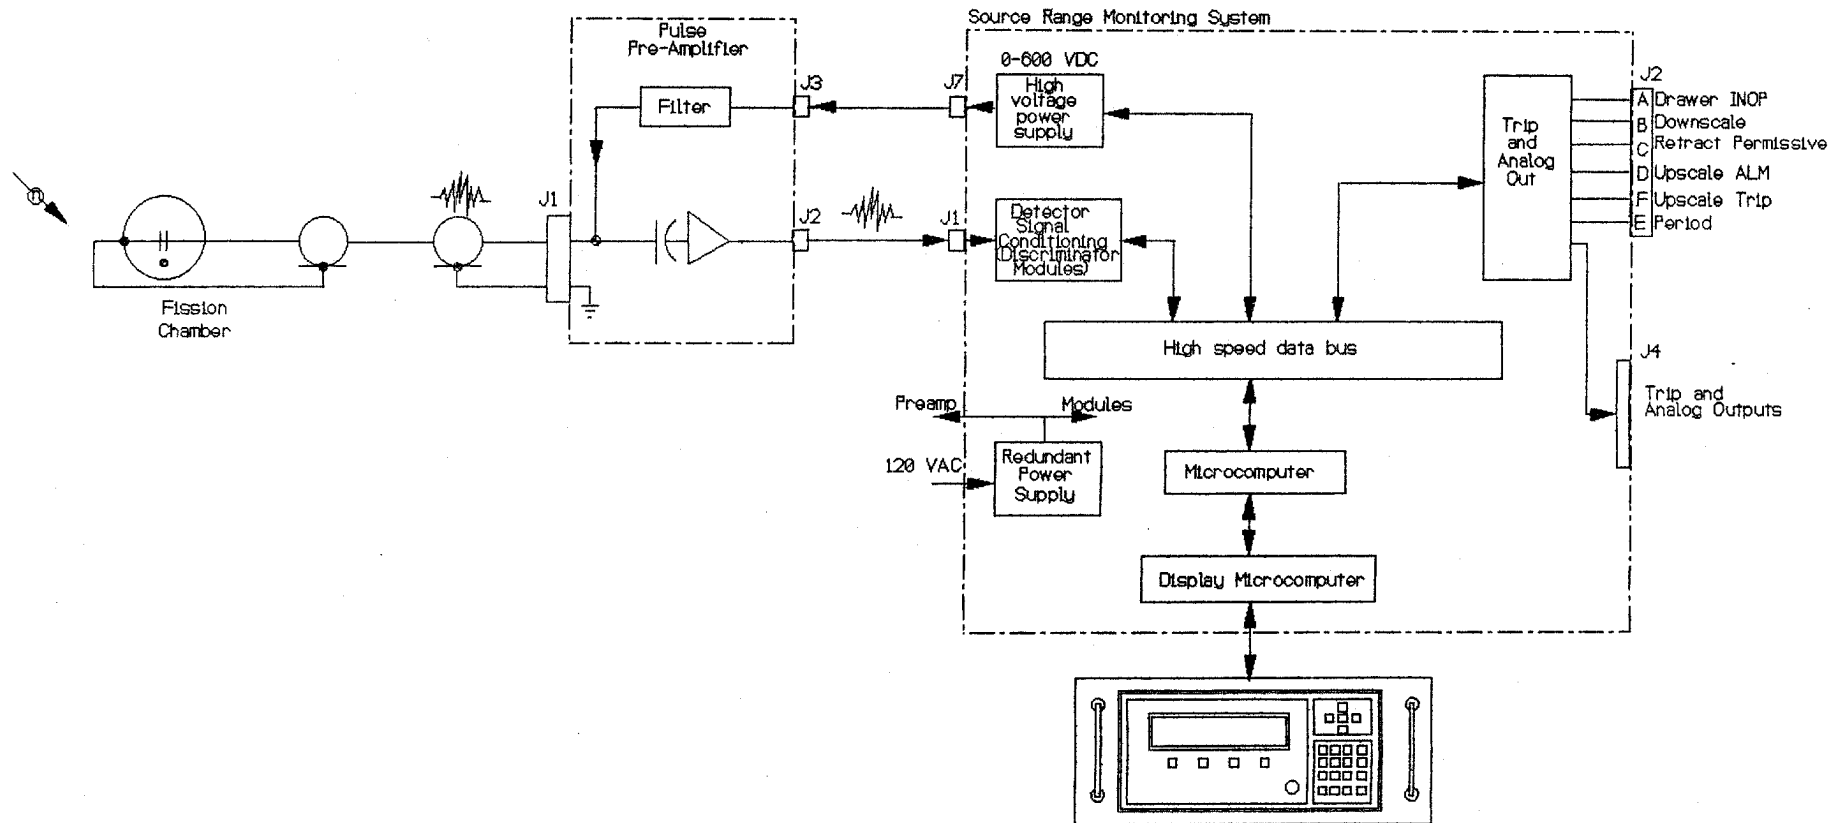 Source Range Monitoring System
Pulse
Pre-Amplifier
Filter
J3
J7
0-600 VDC
High
voltage
power
supply
Trip
and
Analog
Out
J2
A Drawer INOP
B Downscale
C Retract Permissive
D Upscale ALM
F Upscale Trip
E Period
n
Fission
Chamber
J1
J2
J1
Detector
Signal
Conditioning
(Discriminator
Modules)
High speed data bus
J4
Trip and
Analog Outputs
Preamp
Modules
120 VAC
Redundant
Power
Supply
Microcomputer
Display Microcomputer